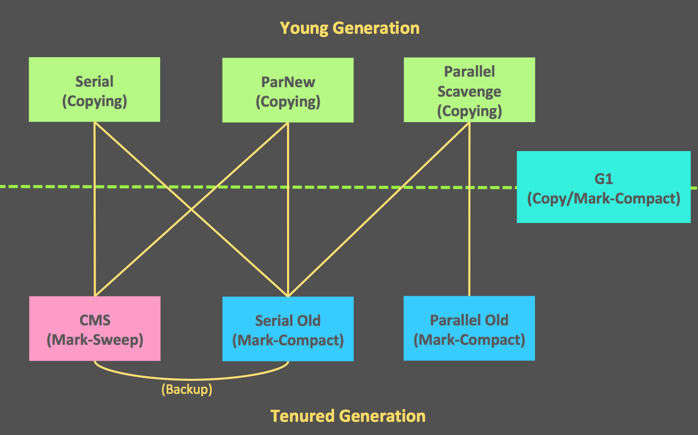 Young Generation
Serial
(Copying)
ParNew
(Copying)
Parallel
Scavenge
(Copying)
G1
(Copy/Mark-Compact)
CMS
(Mark-Sweep)
Serial Old
(Mark-Compact)
Parallel Old
(Mark-Compact)
(Backup)
Tenured Generation